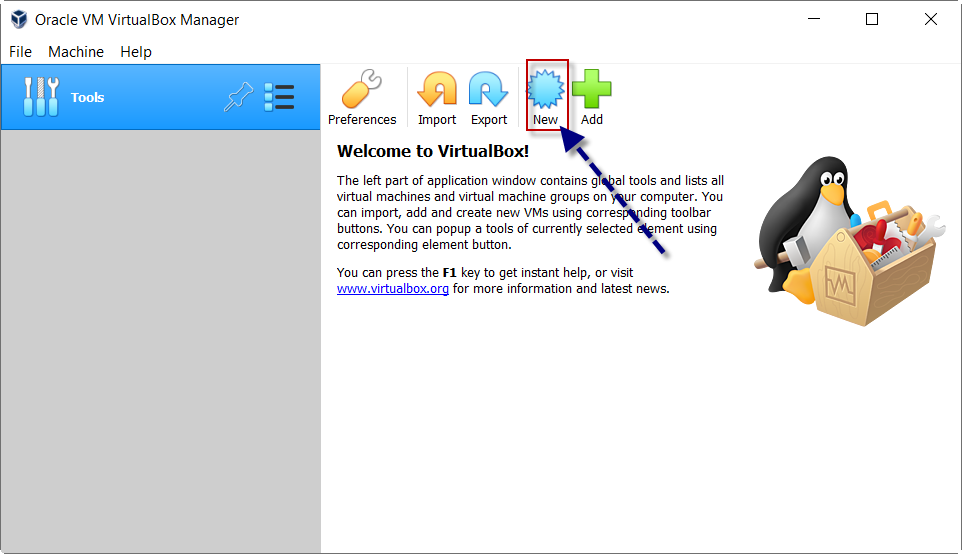 Oracle VM VirtualBox Manager
File Machine Help
Tools
Preferences Import Export New Add
Welcome to VirtualBox!
The left part of application window contains global tools and lists all
virtual machines and virtual machine groups on your computer. You
can import, add and create new VMs using corresponding toolbar
buttons. You can popup a tools of currently selected element using
corresponding element button.
You can press the F1 key to get instant help, or visit
www.virtualbox.org for more information and latest news.